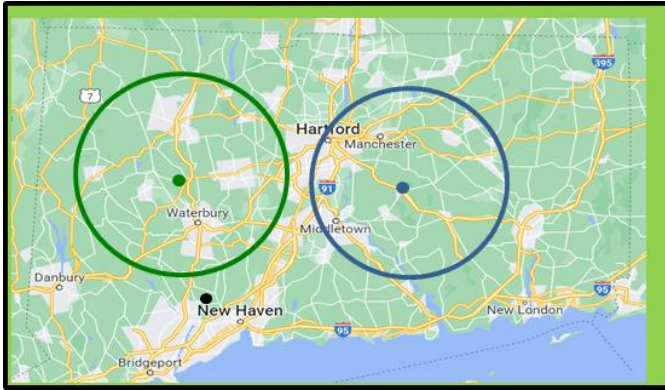 395
7
Hartford
Manchester
91
Waterbury
Middletown
Danbury
95
New Haven
New London
95
Bridgeport